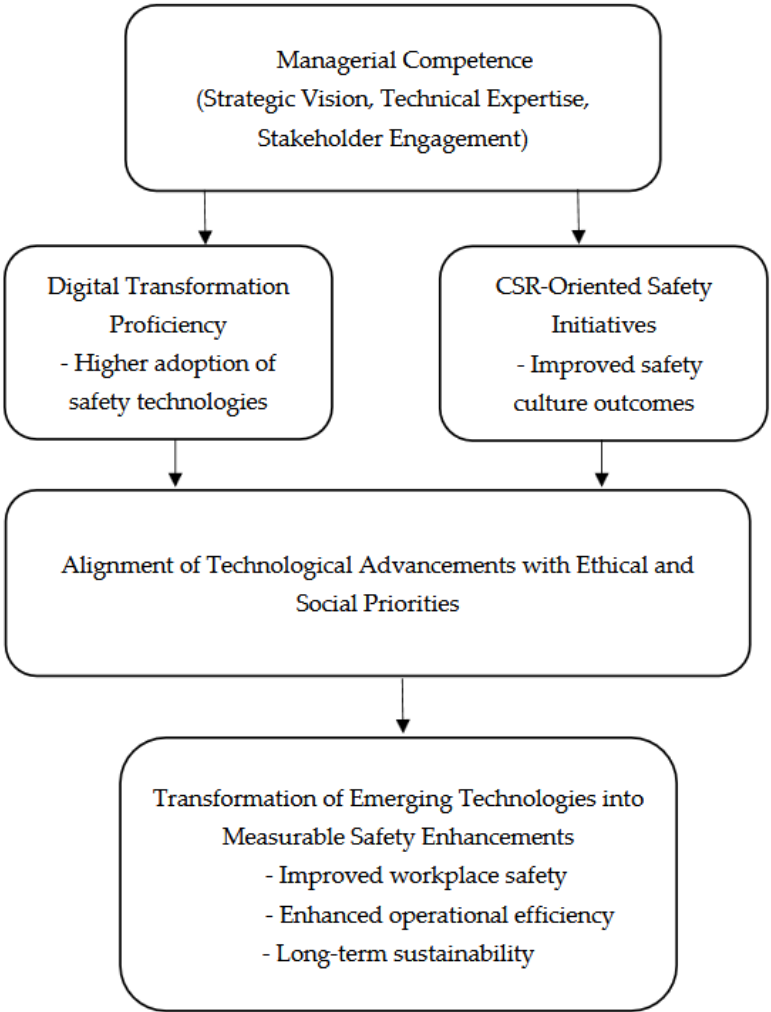 Managerial Competence
(Strategic Vision, Technical Expertise,
Stakeholder Engagement)
Digital Transformation
Proficiency
- Higher adoption of
safety technologies
CSR-Oriented Safety
Initiatives
- Improved safety
culture outcomes
Alignment of Technological Advancements with Ethical and
Social Priorities
Transformation of Emerging Technologies into
Measurable Safety Enhancements
- Improved workplace safety
- Enhanced operational efficiency
- Long-term sustainability